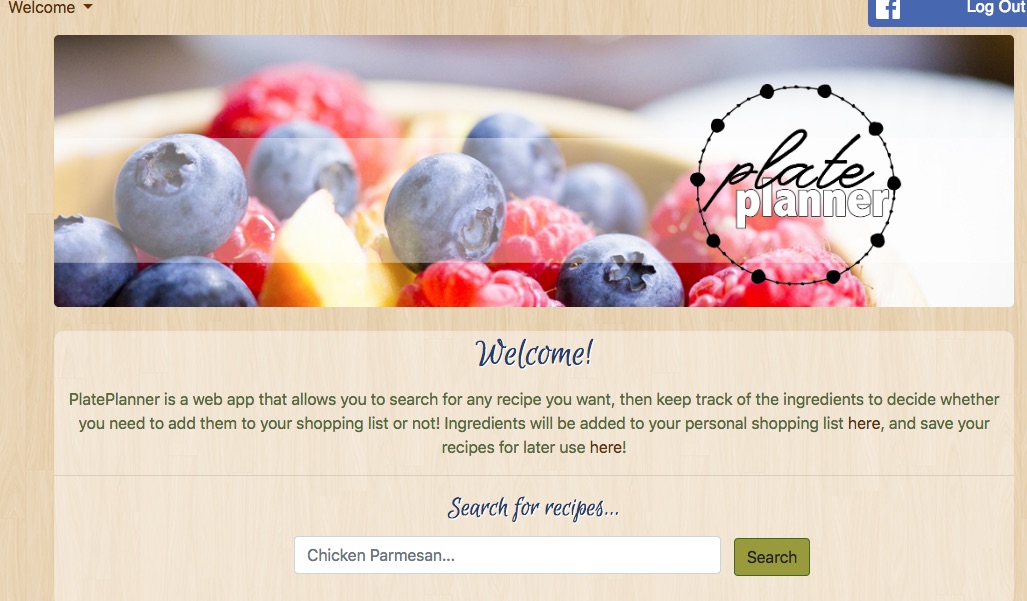 Welcome
Log Out
plate
planner
Welcome!
PlatePlanner is a web app that allows you to search for any recipe you want, then keep track of the ingredients to decide whether
you need to add them to your shopping list or not! Ingredients will be added to your personal shopping list here, and save your
recipes for later use here!
Search for recipes...
Chicken Parmesan...
Search